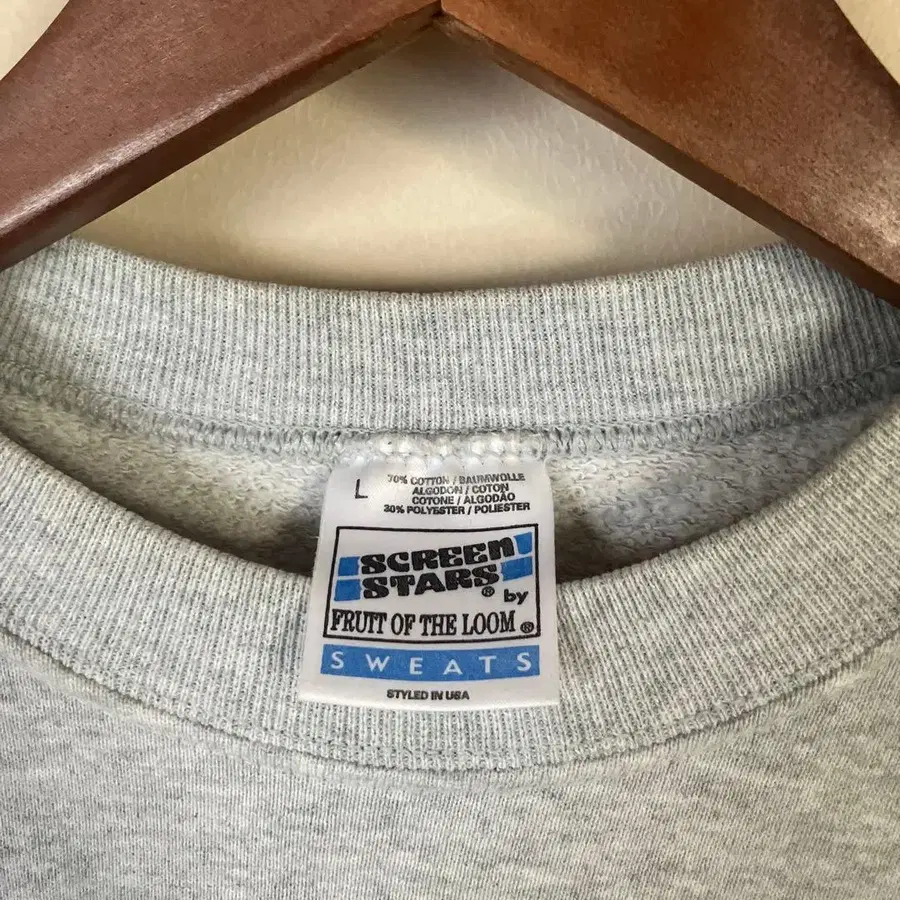 L
70% COTTON / BAUMWOLLE
ALGODON / COTON
COTONE / ALGODÃO
30% POLYESTER / POLIESTER
SCREEN
STARS® by
FRUIT OF THE LOOM ®
SWEATS
STYLED IN USA